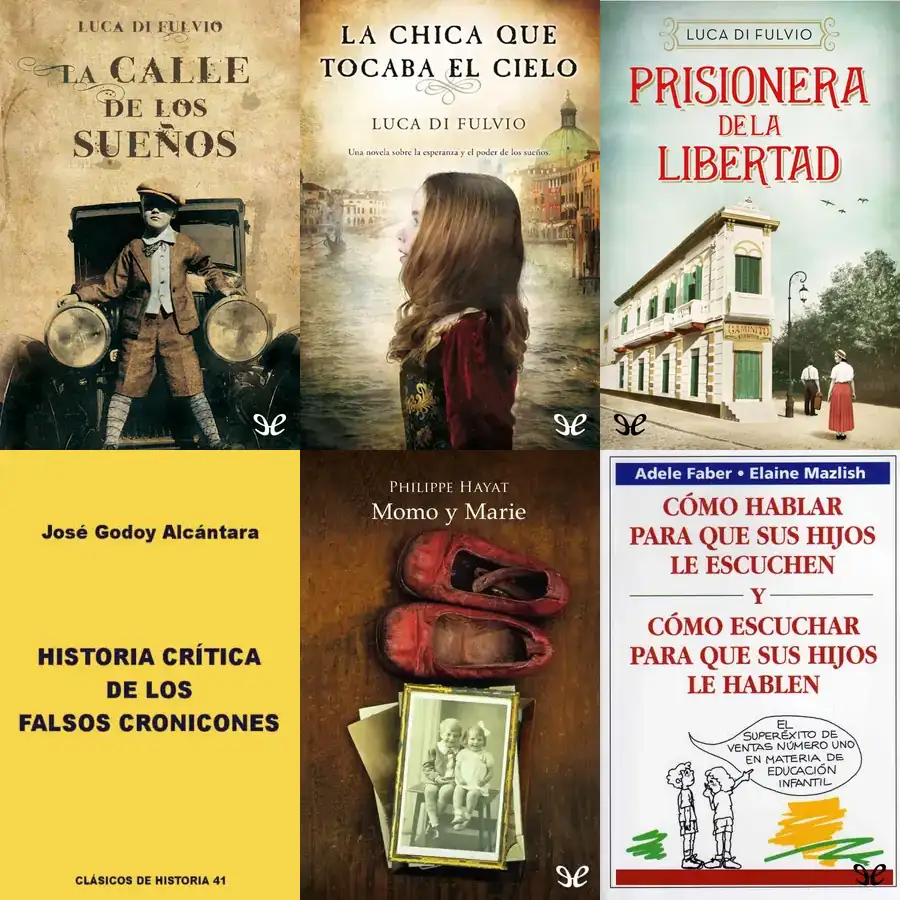 LUCA DI FULVIO
LA CALLE
DE LOS
SUEÑOS
LA CHICA QUE
TOCABA EL CIELO
LUCA DI FULVIO
Una novela sobre la esperanza y el poder de los sueños.
LUCA DI FULVIO
PRISIONERA
DE LA
LIBERTAD
CAMINITO
José Godoy Alcántara
HISTORIA CRÍTICA
DE LOS
FALSOS CRONICONES
CLÁSICOS DE HISTORIA 41
PHILIPPE HAYAT
Momo y Marie
Adele Faber • Elaine Mazlish
CÓMO HABLAR
PARA QUE SUS HIJOS
LE ESCUCHEN
Y
CÓMO ESCUCHAR
PARA QUE SUS HIJOS
LE HABLEN
EL
SUPERÉXITO DE
VENTAS NÚMERO UNO
EN MATERIA DE
EDUCACIÓN
INFANTIL